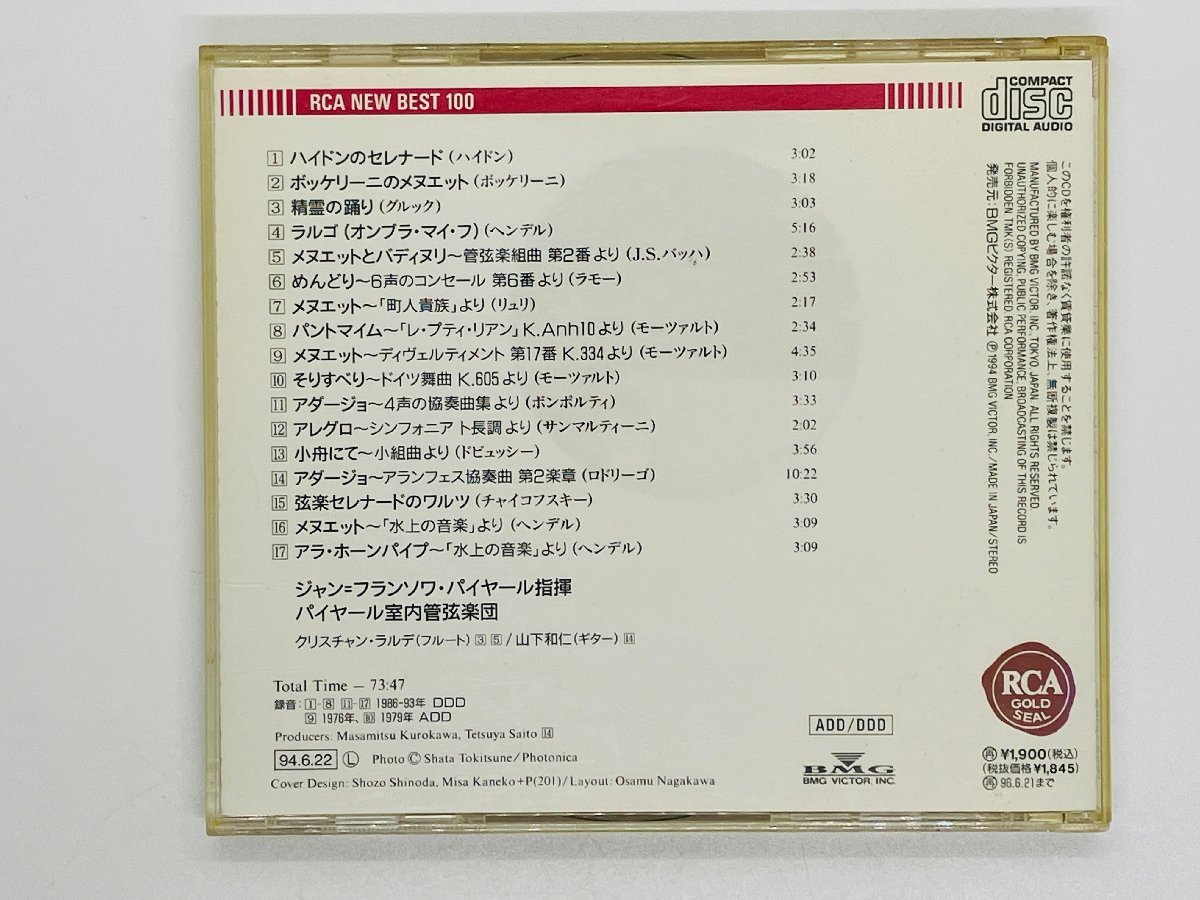 RCA NEW BEST 100
COMPACT
disc
DIGITAL AUDIO
1 ハイドンのセレナード(ハイドン) 3:02
2 ボッケリーニのメヌエット(ボッケリーニ) 3:18
3 精霊の踊り(グルック) 3:03
4 ラルゴ(オンブラ・マイ・フ)(ヘンデル) 5:16
5 メヌエットとバディヌリ～管弦楽組曲 第2番より(J.S.バッハ) 2:38
6 めんどり～6声のコンセール 第6番より(ラモー) 2:53
7 メヌエット～「町人貴族」より(リュリ) 2:17
8 パントマイム～「レ・プティ・リアン」K.Anh10より(モーツァルト) 2:34
9 メヌエット～ディヴェルティメント 第17番 K.334より(モーツァルト) 4:35
10 そりすべり～ドイツ舞曲 K.605より(モーツァルト) 3:10
11 アダージョ～4声の協奏曲集より(ボンポルティ) 3:33
12 アレグロ～シンフォニア ト長調より(サンマルティーニ) 2:02
13 小舟にて～小組曲より(ドビュッシー) 3:56
14 アダージョ～アランフェス協奏曲 第2楽章(ロドリーゴ) 10:22
15 弦楽セレナードのワルツ(チャイコフスキー) 3:30
16 メヌエット～「水上の音楽」より(ヘンデル) 3:09
17 アラ・ホーンパイプ～「水上の音楽」より(ヘンデル) 3:09
ジャン=フランソワ・パイヤール指揮
パイヤール室内管弦楽団
クリスチャン・ラルデ(フルート) 3 5 / 山下和仁(ギター) 14
Total Time – 73:47
録音: 1-8 11-17 1986-93年 DDD
9 1976年、10 1979年 ADD
Producers: Masamitsu Kurokawa, Tetsuya Saito 14
94.6.22 Ⓛ Photo © Shata Tokitsune/Photonica
Cover Design: Shozo Shinoda, Misa Kaneko+P(201)/Layout:Osamu Nagakawa
このCDを権利者の許諾なく賃貸業に使用することを禁じます。
個人的に楽しむ場合を除き、著作権法上、無断複製は禁じられています。
MANUFACTURED BY BMG VICTOR, INC., TOKYO, JAPAN. ALL RIGHTS RESERVED.
UNAUTHORIZED COPYING, PUBLIC PERFORMANCE, BROADCASTING OF THIS RECORD IS
FORBIDDEN. TMK(S) REGISTERED. RCA CORPORATION
発売元:BMGビクター株式会社 ℗1994 BMG VICTOR, INC./MADE IN JAPAN/STEREO
RCA
GOLD
SEAL
ADD/DDD
BMG
BMG VICTOR, INC.
再 ¥1,900(税込)
(税抜価格¥1,845)
再 96.6.21まで